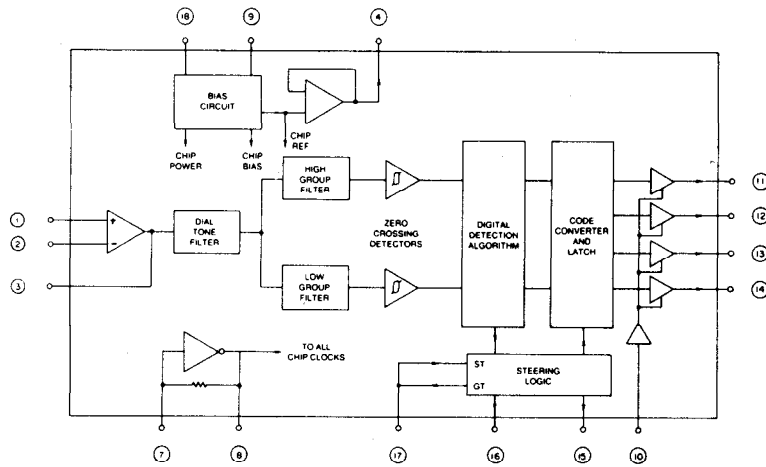 18
9
4
BIAS
CIRCUIT
CHIP
POWER
CHIP
BIAS
CHIP
REF
HIGH
GROUP
FILTER
1
2
3
+
−
DIAL
TONE
FILTER
ZERO
CROSSING
DETECTORS
DIGITAL
DETECTION
ALGORITHM
CODE
CONVERTER
AND
LATCH
11
12
13
14
LOW
GROUP
FILTER
TO ALL
CHIP CLOCKS
ST
GT
STEERING
LOGIC
7
8
17
16
15
10